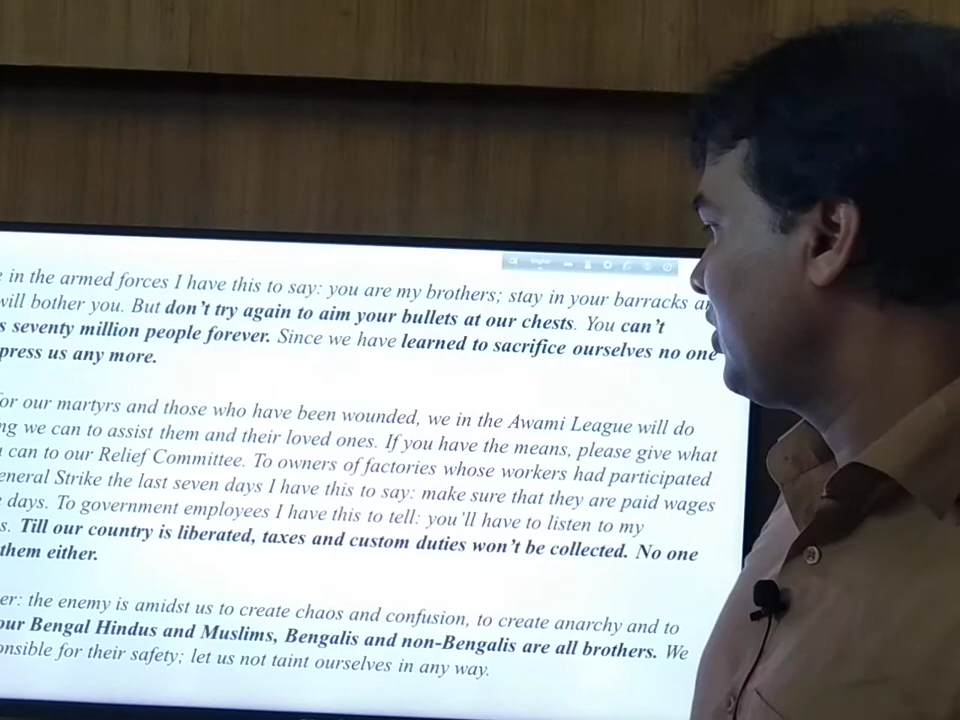 English
in the armed forces I have this to say: you are my brothers; stay in your barracks
will bother you. But don't try again to aim your bullets at our chests. You can't
seventy million people forever. Since we have learned to sacrifice ourselves no one
press us any more.
or our martyrs and those who have been wounded, we in the Awami League will do
ng we can to assist them and their loved ones. If you have the means, please give what
can to our Relief Committee. To owners of factories whose workers had participated
eneral Strike the last seven days I have this to say: make sure that they are paid wages
days. To government employees I have this to tell: you'll have to listen to my
s. Till our country is liberated, taxes and custom duties won't be collected. No one
them either.
er: the enemy is amidst us to create chaos and confusion, to create anarchy and to
our Bengal Hindus and Muslims, Bengalis and non-Bengalis are all brothers. We
onsible for their safety; let us not taint ourselves in any way.